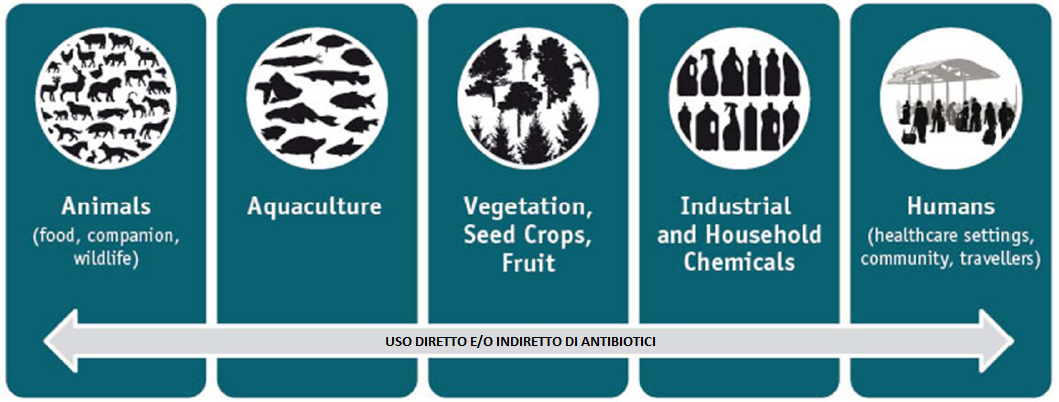 Animals
(food, companion,
wildlife)
Aquaculture
Vegetation,
Seed Crops,
Fruit
Industrial
and Household
Chemicals
Humans
(healthcare settings,
community, travellers)
USO DIRETTO E/O INDIRETTO DI ANTIBIOTICI